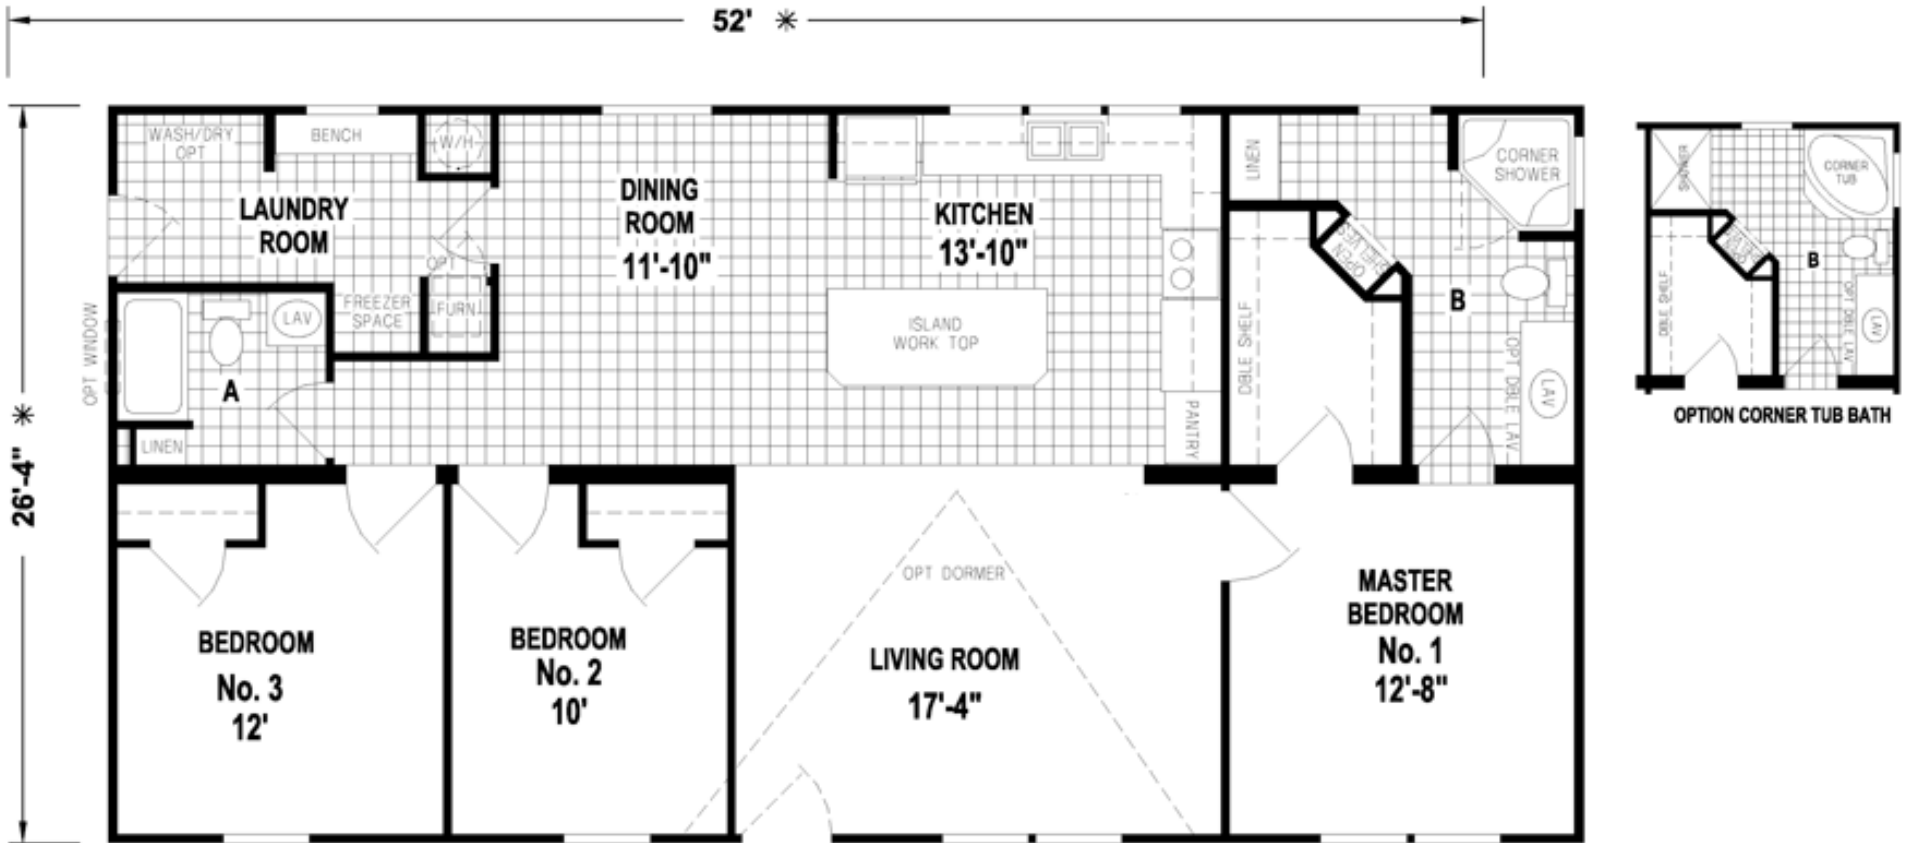 52' *
26'-4" *
WASH/DRY
OPT
BENCH
W/H
LAUNDRY
ROOM
OPT
FREEZER
SPACE
FURN
OPT WINDOW
LAV
A
LINEN
DINING
ROOM
11'-10"
KITCHEN
13'-10"
ISLAND
WORK TOP
PANTRY
LINEN
CORNER
SHOWER
OPEN
SHELVES
DBLE SHELF
B
OPT DBLE LAV
LAV
BEDROOM
No. 3
12'
BEDROOM
No. 2
10'
OPT DORMER
LIVING ROOM
17'-4"
MASTER
BEDROOM
No. 1
12'-8"
SHOWER
CORNER
TUB
DBLE SHELF
B
OPT DBLE LAV
LAV
OPTION CORNER TUB BATH